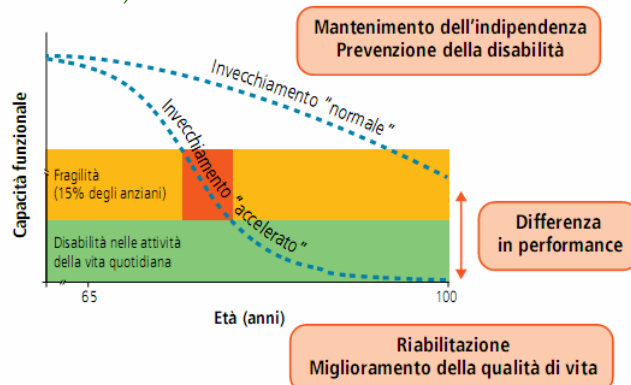 Mantenimento dell'indipendenza
Prevenzione della disabilità
Capacità funzionale
Invecchiamento "normale"
Invecchiamento "accelerato"
Fragilità
(15% degli anziani)
Disabilità nelle attività
della vita quotidiana
Differenza
in performance
65
100
Età (anni)
Riabilitazione
Miglioramento della qualità di vita